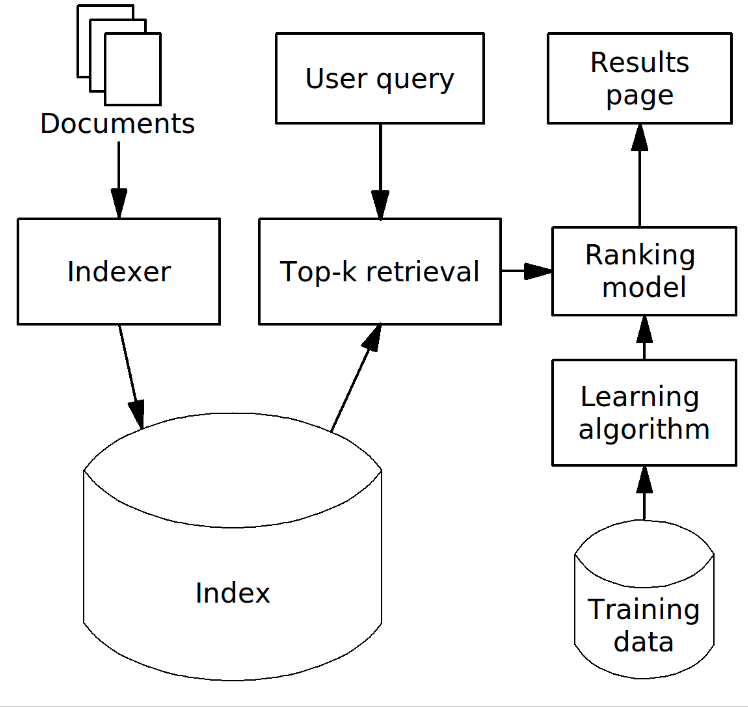 Documents
User query
Results
page
Indexer
Top-k retrieval
Ranking
model
Learning
algorithm
Index
Training
data